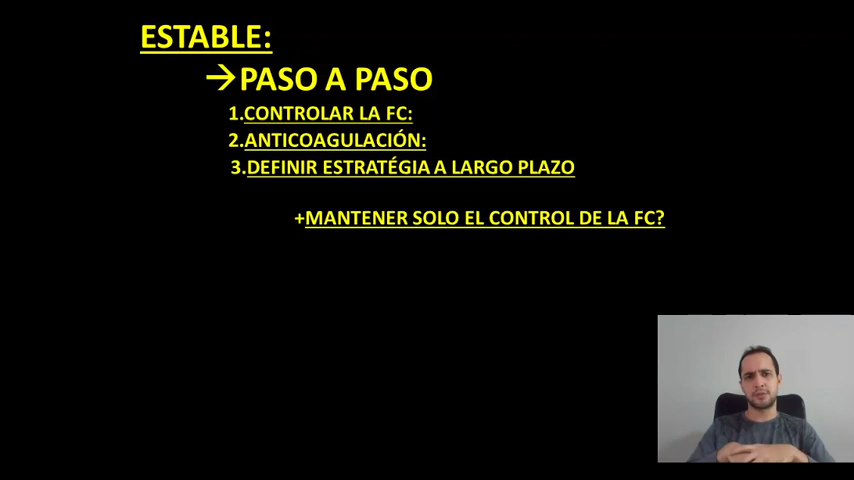 ESTABLE:
→PASO A PASO
1.CONTROLAR LA FC:
2.ANTICOAGULACIÓN:
3.DEFINIR ESTRATÉGIA A LARGO PLAZO
+MANTENER SOLO EL CONTROL DE LA FC?